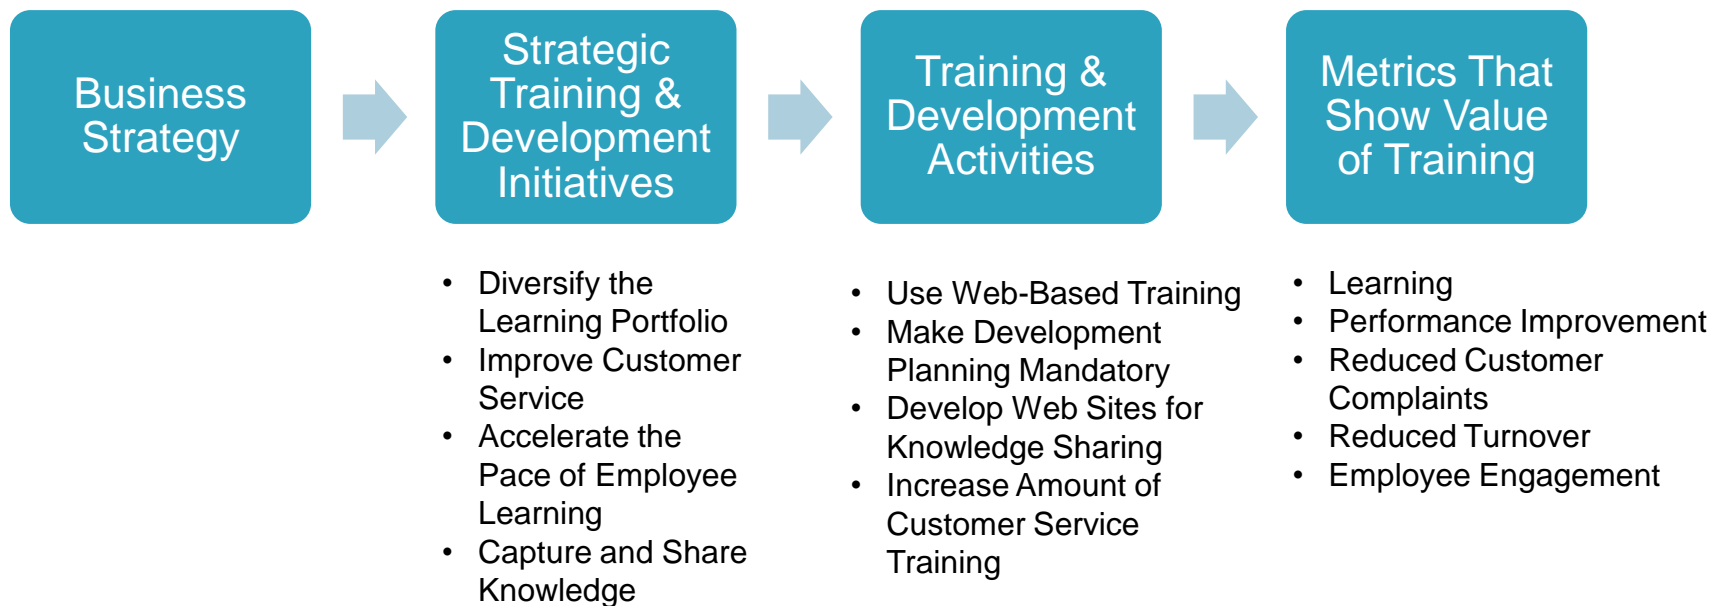 Business
Strategy
Strategic
Training &
Development
Initiatives
Training &
Development
Activities
Metrics That
Show Value
of Training
• Diversify the
Learning Portfolio
• Improve Customer
Service
• Accelerate the
Pace of Employee
Learning
• Capture and Share
Knowledge
• Use Web-Based Training
• Make Development
Planning Mandatory
• Develop Web Sites for
Knowledge Sharing
• Increase Amount of
Customer Service
Training
• Learning
• Performance Improvement
• Reduced Customer
Complaints
• Reduced Turnover
• Employee Engagement